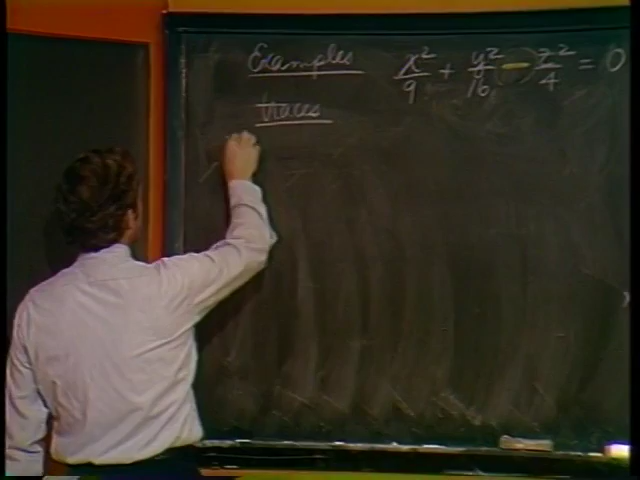 Examples x²/9 + y²/16 - z²/4 = 0
traces